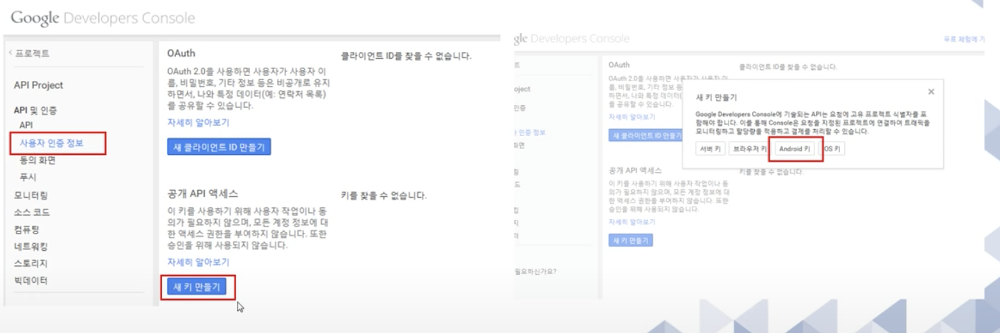 Google Developers Console
< 프로젝트
API Project
API 및 인증
API
사용자 인증 정보
동의 화면
푸시
모니터링
소스 코드
컴퓨팅
네트워킹
스토리지
빅데이터
OAuth
OAuth 2.0을 사용하면 사용자가 사용자 이
름, 비밀번호, 기타 정보 등은 비공개로 유지
하면서, 나와 특정 데이터(예: 연락처 목록)
를 공유할 수 있습니다.
자세히 알아보기
새 클라이언트 ID 만들기
클라이언트 ID를 찾을 수 없습니다.
공개 API 액세스
이 키를 사용하기 위해 사용자 작업이나 동
의가 필요하지 않으며, 모든 계정 정보에 대
한 액세스 권한을 부여하지 않습니다. 또한
승인을 위해 사용되지 않습니다.
자세히 알아보기
새 키 만들기
키를 찾을 수 없습니다.
gle Developers Console
무료 체험에 가
트
oject
인증
인증 정보
화면
링
드
킹
지
터
필요하신가요?
OAuth
OAuth 2.0을 사용하면 사용자가 사용자 이
름, 비밀번호, 기타 정보 등
하면서, 나와 특정 데이터(
를 공유할 수 있습니다.
자세히 알아보기
새 클라이언트 ID 만들기
클라이언트 ID를 찾을 수 없습니다.
새 키 만들기
Google Developers Console에 기술되는 API는 요청에 고유 프로젝트 식별자를 포
함해야 합니다. 이를 통해 Console은 요청을 지정된 프로젝트에 연결하여 트래픽을
모니터링하고 할당량을 적용하고 결제를 처리할 수 있습니다.
서버 키 브라우저 키 Android 키 iOS 키
공개 API 액세스
이 키를 사용하기 위해 사용자 작업이나 동
의가 필요하지 않으며, 모든 계정 정보에 대
한 액세스 권한을 부여하지 않습니다. 또한
승인을 위해 사용되지 않습니다.
자세히 알아보기
새 키 만들기
키를 찾을 수 없습니다.